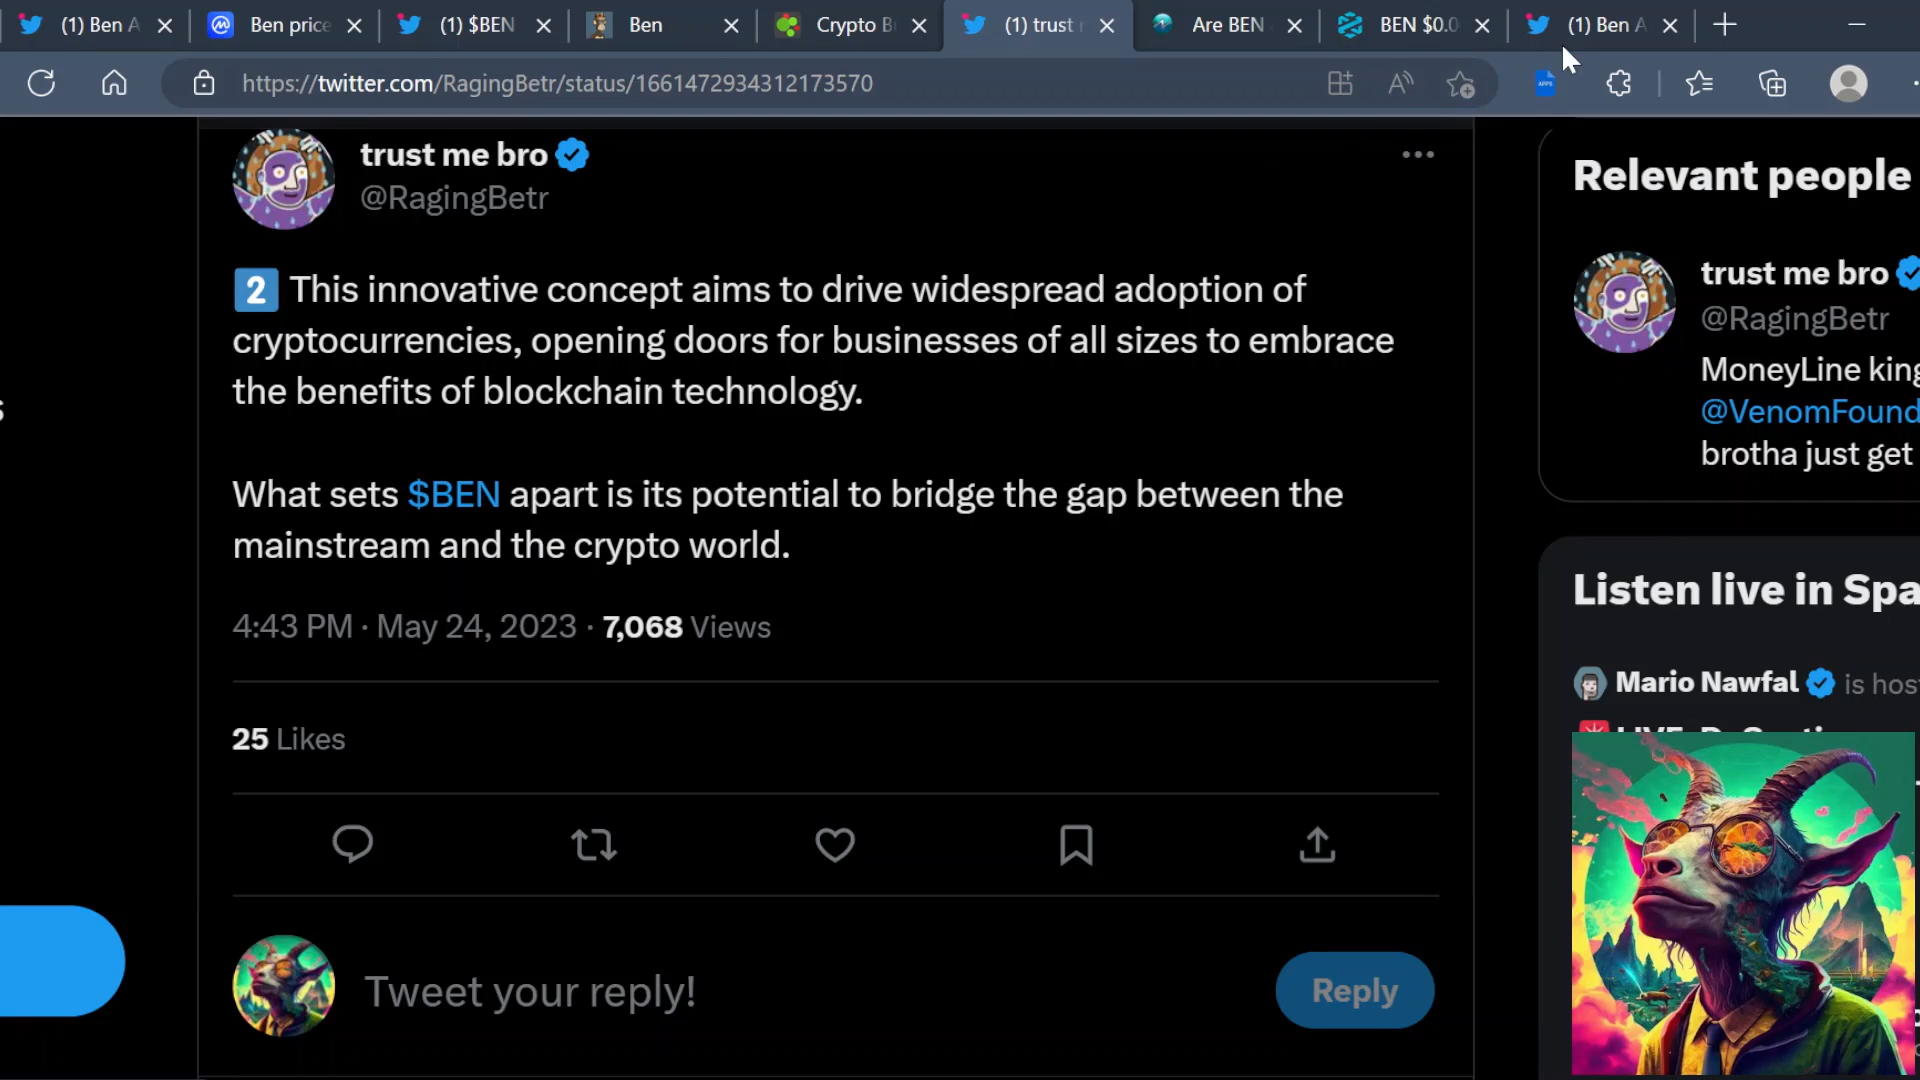 (1) Ben A
Ben price
(1) $BEN
Ben
Crypto B
(1) trust
Are BEN
BEN $0.0
(1) Ben A
https://twitter.com/RagingBetr/status/1661472934312173570
APPS
trust me bro
@RagingBetr
2 This innovative concept aims to drive widespread adoption of
cryptocurrencies, opening doors for businesses of all sizes to embrace
the benefits of blockchain technology.
What sets $BEN apart is its potential to bridge the gap between the
mainstream and the crypto world.
4:43 PM · May 24, 2023 · 7,068 Views
25 Likes
Tweet your reply!
Reply
Relevant people
trust me bro
@RagingBetr
MoneyLine king
@VenomFound
brotha just get
Listen live in Spa
Mario Nawfal is hos